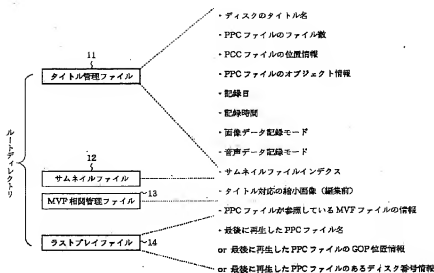 ・ディスクのタイトル名
・PPCファイルのファイル数
・PCCファイルの位置情報
・PPCファイルのオブジェクト情報
・記録日
・記録時間
・画像データ記録モード
・音声データ記録モード
・サムネイルファイルインデクス
・タイトル対応の縮小画像（編集前）
・PPCファイルが参照しているMVFファイルの情報
・最後に再生したPPCファイル名
or 最後に再生したPPCファイルのGOP位置情報
or 最後に再生したPPCファイルのあるディスク番号情報
11
タイトル管理ファイル
12
サムネイルファイル
13
MVF相関管理ファイル
ラストプレイファイル
14
ルートディレクトリ